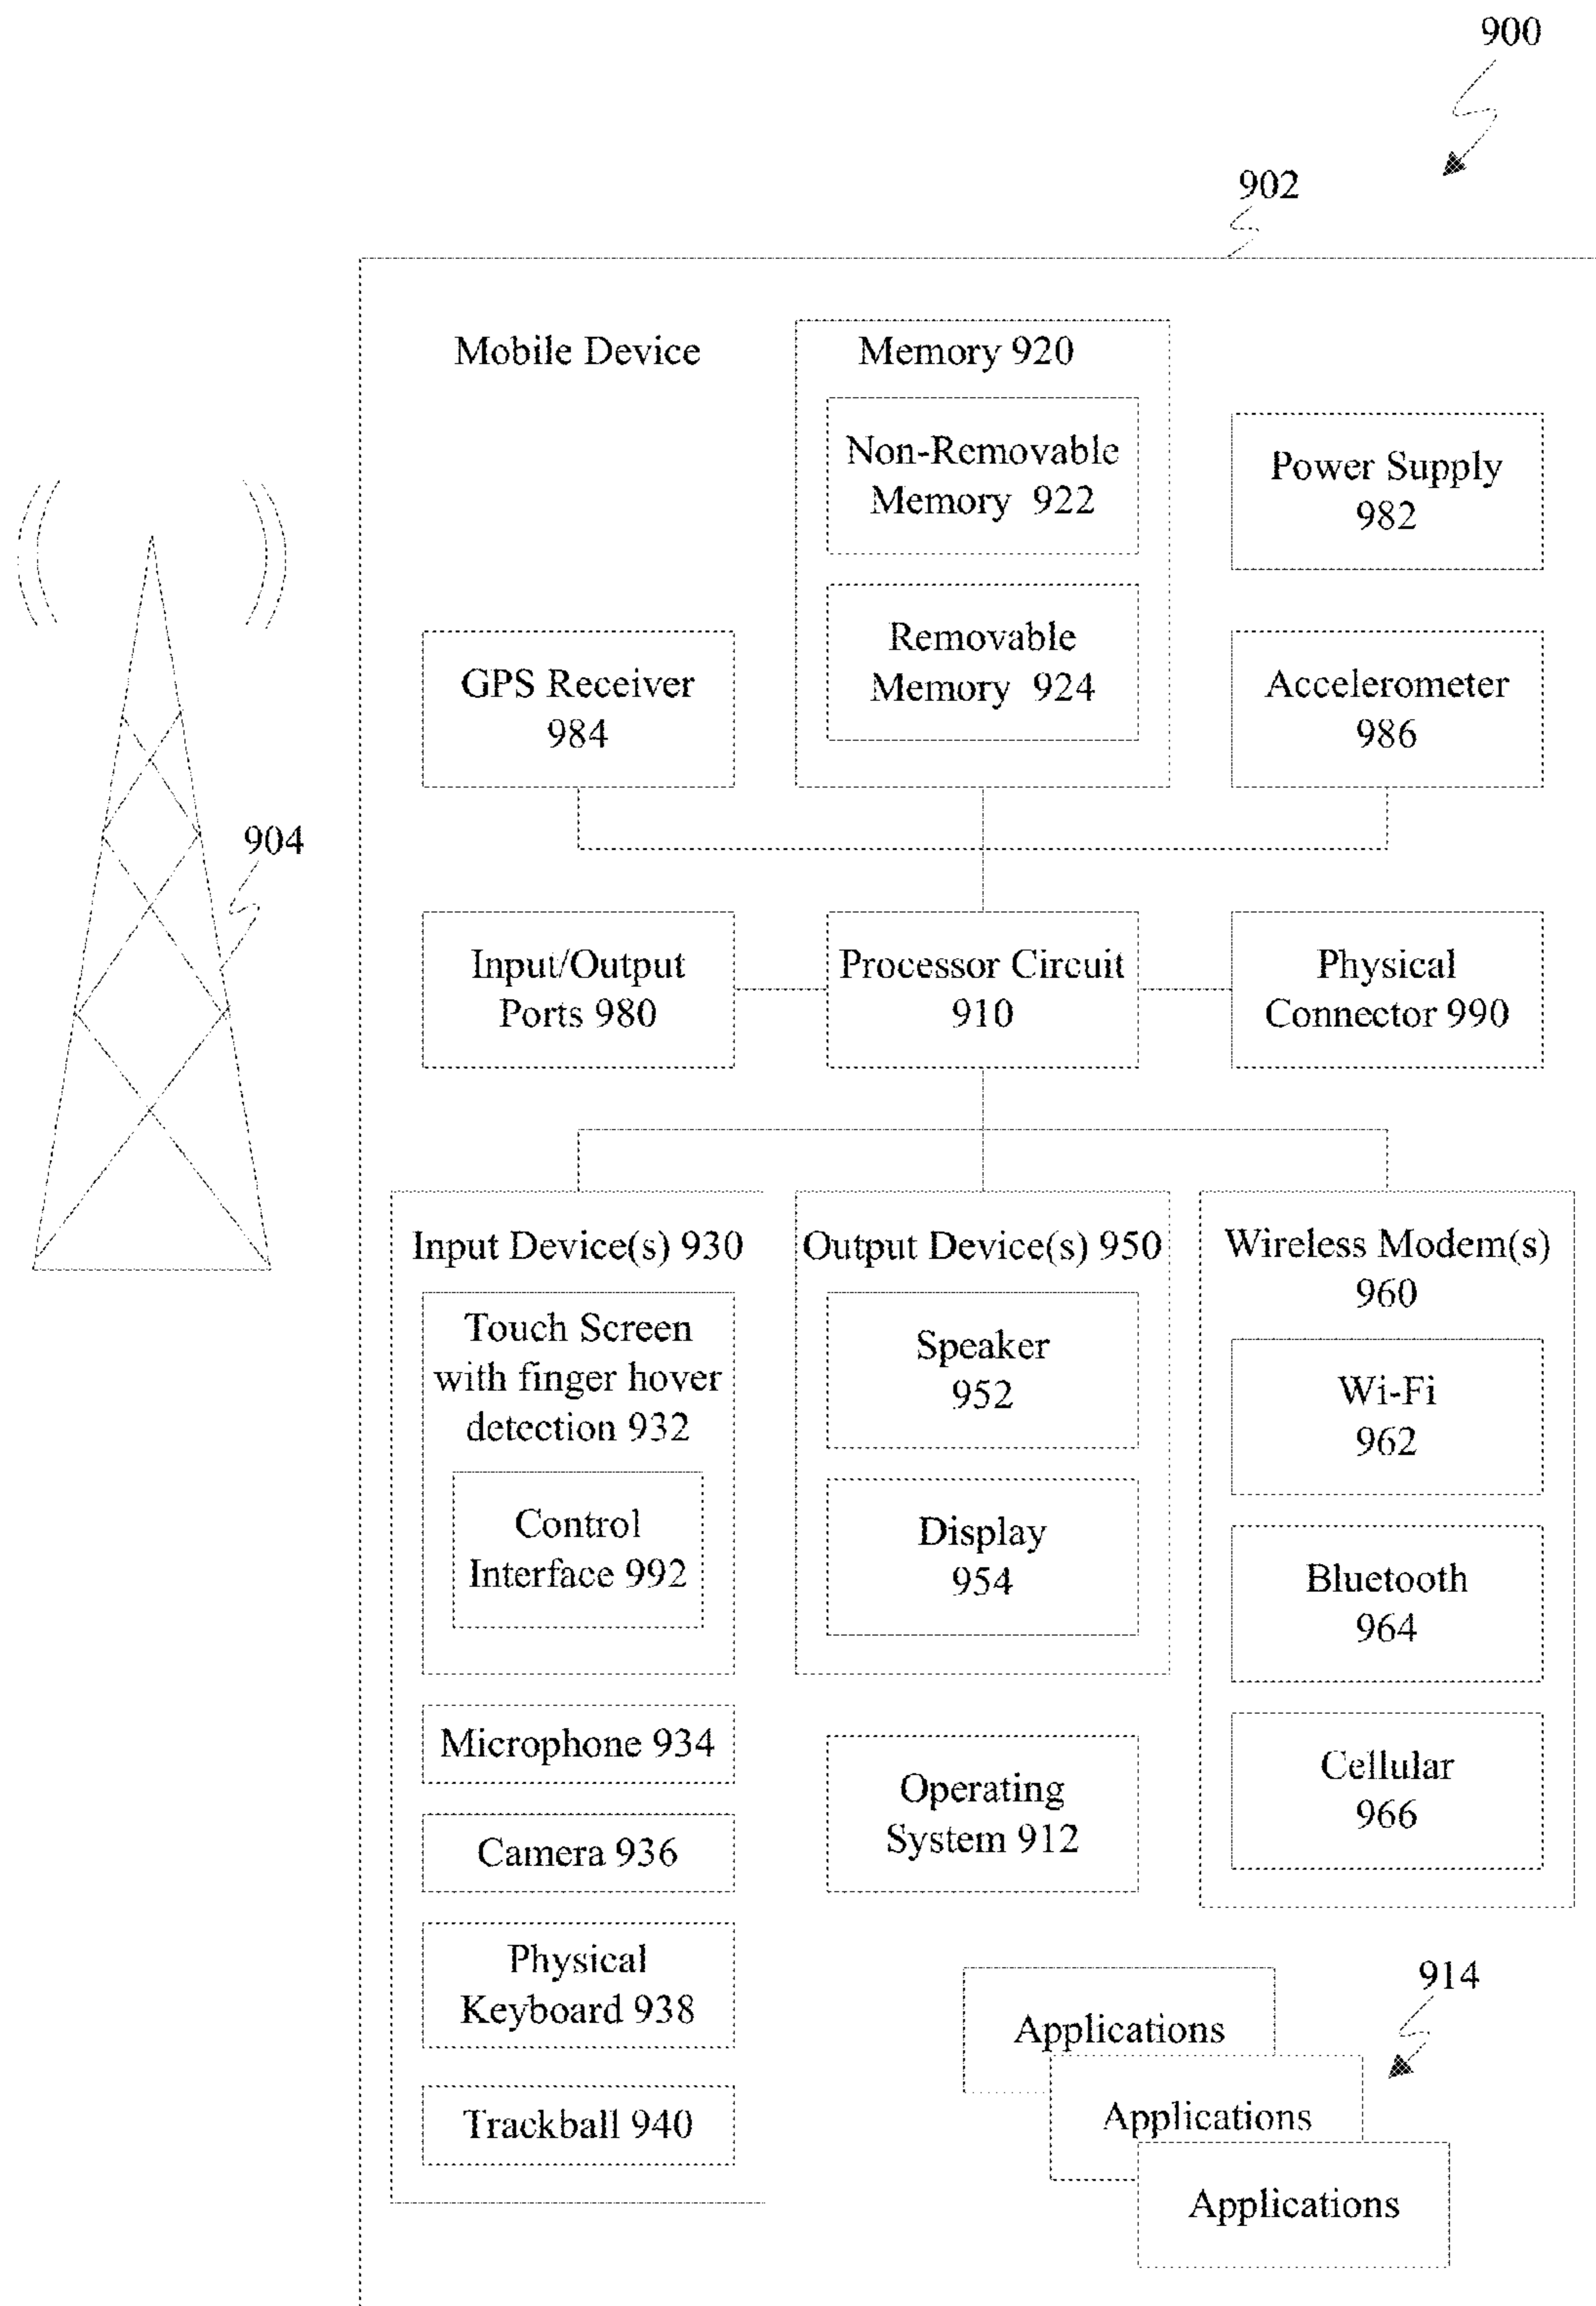 900
902
Mobile Device
Memory 920
Non-Removable
Memory 922
Power Supply
982
Removable
Memory 924
GPS Receiver
984
Accelerometer
986
904
Input/Output
Ports 980
Processor Circuit
910
Physical
Connector 990
Input Device(s) 930
Touch Screen
with finger hover
detection 932
Control
Interface 992
Microphone 934
Camera 936
Physical
Keyboard 938
Trackball 940
Output Device(s) 950
Speaker
952
Display
954
Operating
System 912
Wireless Modem(s)
960
Wi-Fi
962
Bluetooth
964
Cellular
966
914
Applications
Applications
Applications